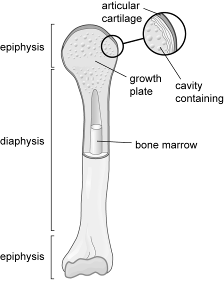 articular
cartilage
epiphysis
growth
plate
cavity
containing
diaphysis
bone marrow
epiphysis